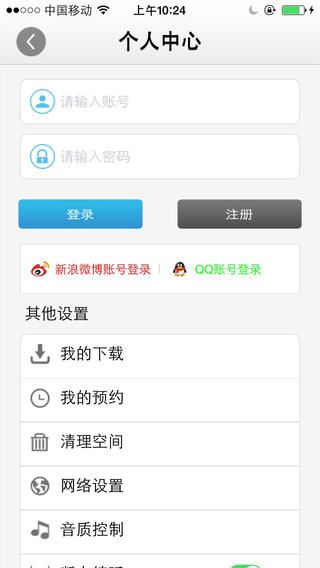 中国移动 上午10:24
个人中心
请输入账号
请输入密码
登录 注册
新浪微博账号登录 QQ账号登录
其他设置
我的下载
我的预约
清理空间
网络设置
音质控制